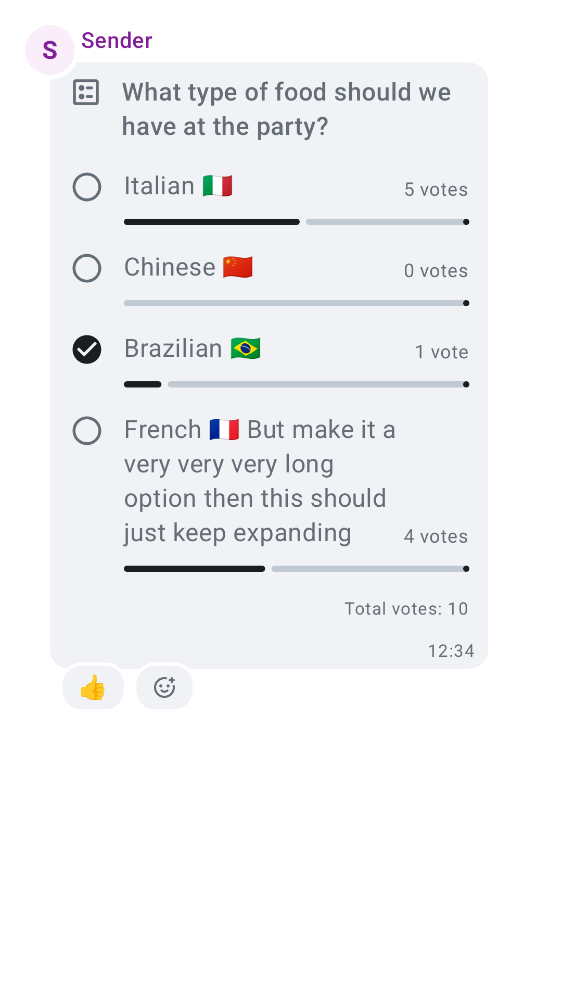 S
Sender
What type of food should we
have at the party?
Italian 🇮🇹
5 votes
Chinese 🇨🇳
0 votes
Brazilian 🇧🇷
1 vote
French 🇫🇷 But make it a
very very very long
option then this should
just keep expanding
4 votes
Total votes: 10
12:34
👍